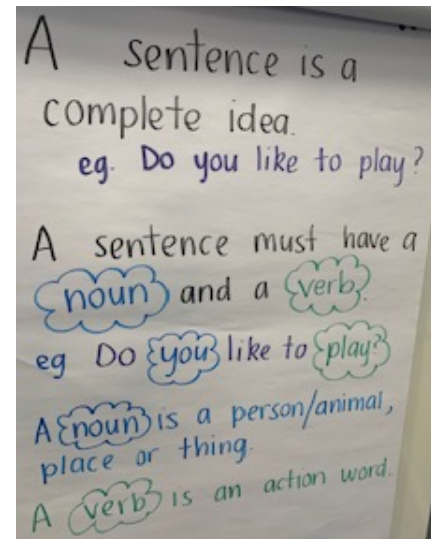 A sentence is a
complete idea.
eg. Do you like to play?
A sentence must have a
noun and a verb.
eg Do you like to play?
A noun is a person/animal,
place or thing.
A verb is an action word.